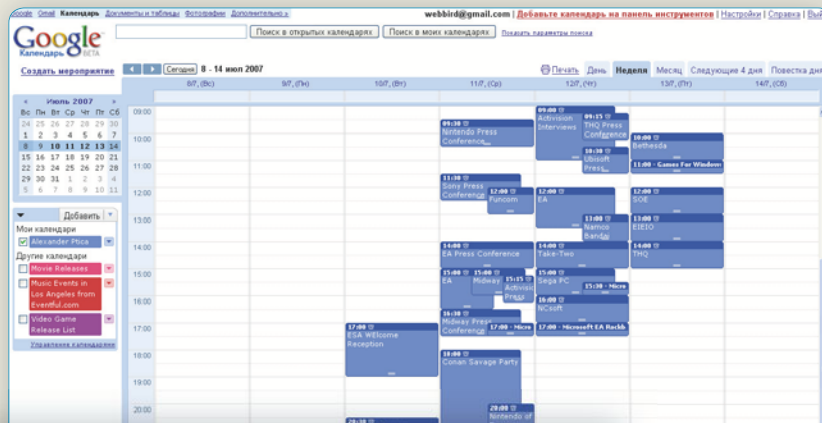 Google Gmail Календарь Документы и таблицы Фотографии Дополнительно »
webbird@gmail.com | Добавьте календарь на панель инструментов | Настройки | Справка |
Google
Календарь BETA
Поиск в открытых календарях Поиск в моих календарях Показать параметры поиска
Создать мероприятие
Сегодня 8 - 14 июл 2007
Печать День Неделя Месяц Следующие 4 дня Повестка дня
8/7, (Вс) 9/7, (Пн) 10/7, (Вт) 11/7, (Ср) 12/7, (Чт) 13/7, (Пт) 14/7, (Сб)
« Июль 2007 »
Вс Пн Вт Ср Чт Пт Сб
24 25 26 27 28 29 30
1 2 3 4 5 6 7
8 9 10 11 12 13 14
15 16 17 18 19 20 21
22 23 24 25 26 27 28
29 30 31 1 2 3 4
5 6 7 8 9 10 11
Добавить
Мои календари
Alexander Ptica
Другие календари
Movie Releases
Music Events in
Los Angeles from
Eventful.com
Video Game
Release List
Управление календарями
09:00
10:00
11:00
12:00
13:00
14:00
15:00
16:00
17:00
18:00
19:00
20:00
17:00
ESA WElcome
Reception
20:30
09:30
Nintendo Press
Conference
11:30
Sony Press
Conference
12:00
Funcom
14:00
EA Press Conference
15:00
EA
15:00
Midway
15:15
Activision
Press
16:30
Midway Press
Conference
17:00 - Micro
18:00
Conan Savage Party
20:00
Nintendo of
09:00
Activision
Interviews
09:15
THQ Press
Conference
10:30
Ubisoft
Press
12:00
EA
13:00
Namco
Bandai
14:00
Take-Two
15:00
Sega PC
15:30 - Micro
16:00
NCsoft
17:00 - Microsoft EA Rockb
10:00
Bethesda
11:00 - Games For Window
12:00
SOE
13:00
EIEIO
14:00
THQ